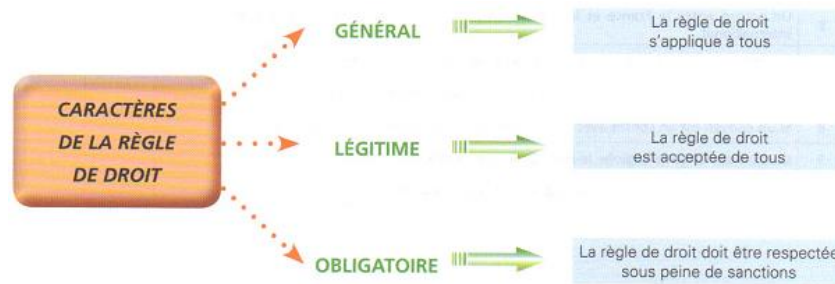 CARACTÈRES
DE LA RÈGLE
DE DROIT
GÉNÉRAL
La règle de droit
s'applique à tous
LÉGITIME
La règle de droit
est acceptée de tous
OBLIGATOIRE
La règle de droit doit être respectée
sous peine de sanctions